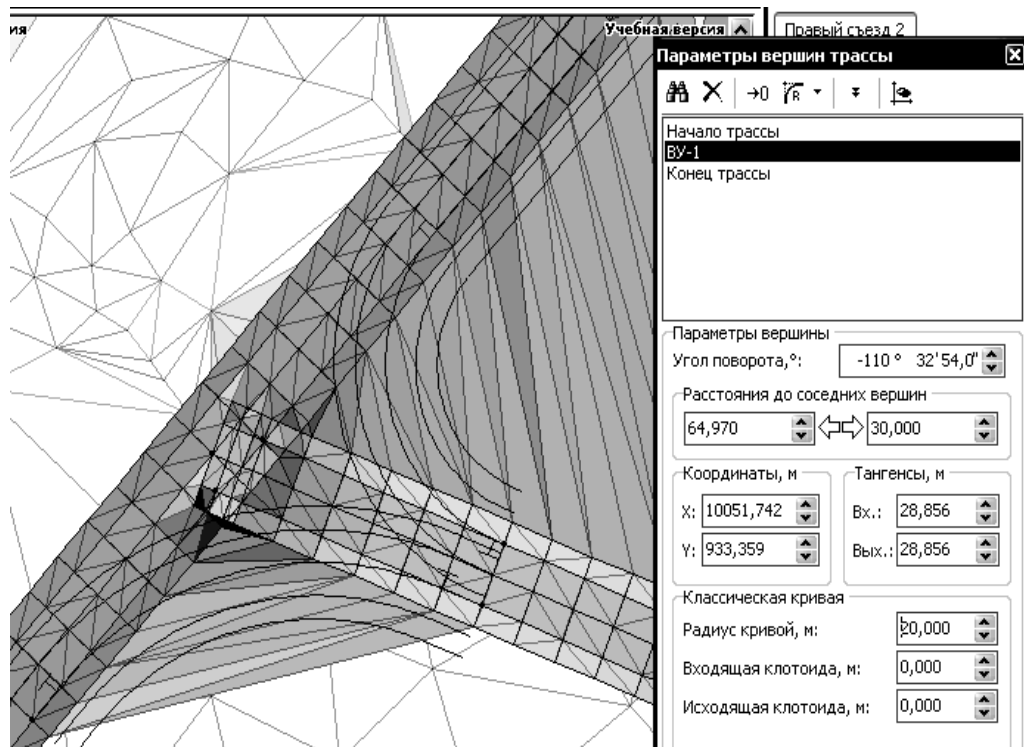 ия
Учебная версия
Правый съезд 2
Параметры вершин трассы
→0
R
Начало трассы
ВУ-1
Конец трассы
Параметры вершины
Угол поворота,°: -110 ° 32'54,0"
Расстояния до соседних вершин
64,970 30,000
Координаты, м Тангенсы, м
X: 10051,742 Вх.: 28,856
Y: 933,359 Вых.: 28,856
Классическая кривая
Радиус кривой, м: 20,000
Входящая клотоида, м: 0,000
Исходящая клотоида, м: 0,000